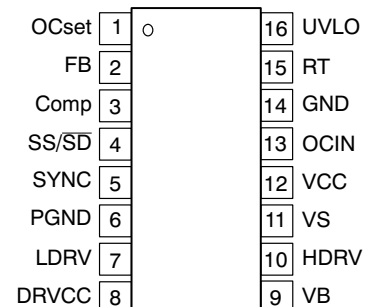 OCset 1 16 UVLO
FB 2 15 RT
Comp 3 14 GND
SS/S̅D̅ 4 13 OCIN
SYNC 5 12 VCC
PGND 6 11 VS
LDRV 7 10 HDRV
DRVCC 8 9 VB